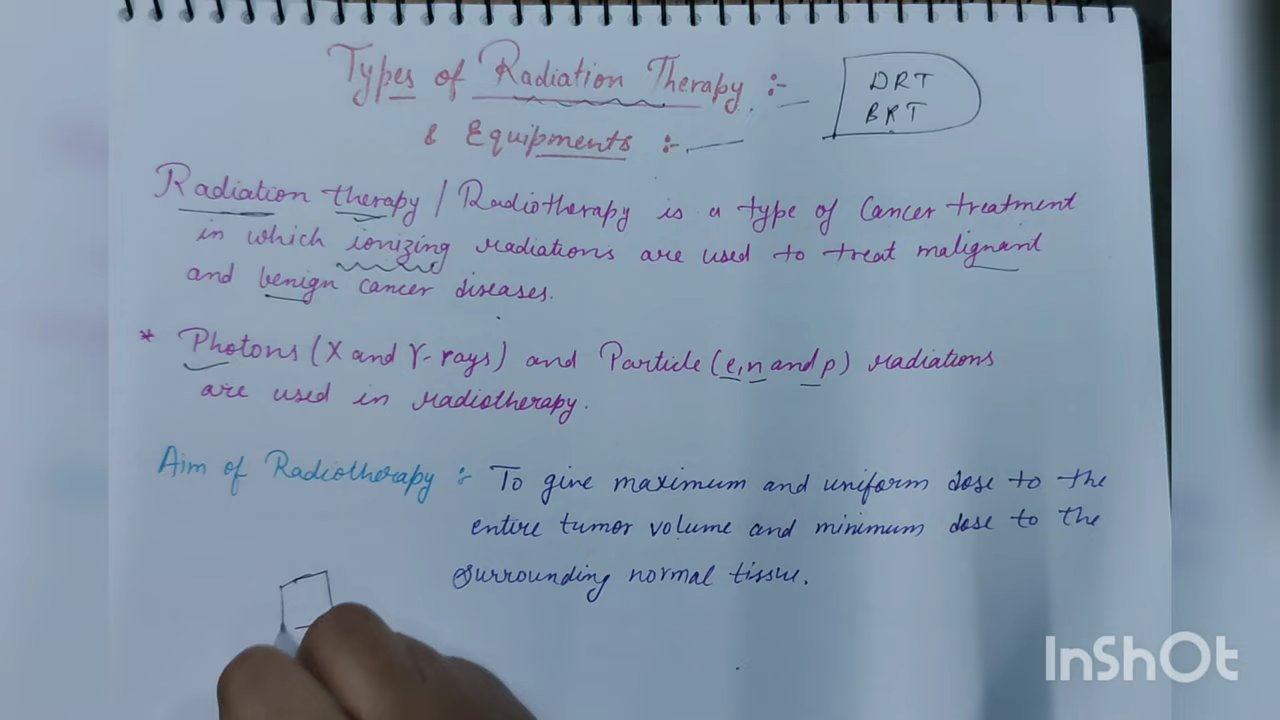 Types of Radiation Therapy :-
& Equipments :-
DRT
BRT
Radiation therapy / Radiotherapy is a type of Cancer treatment
in which ionizing radiations are used to treat malignant
and benign cancer diseases.
* Photons (X and γ-rays) and Particle (e, n and p) radiations
are used in radiotherapy.
Aim of Radiotherapy :- To give maximum and uniform dose to the
entire tumor volume and minimum dose to the
surrounding normal tissue.
InShOt